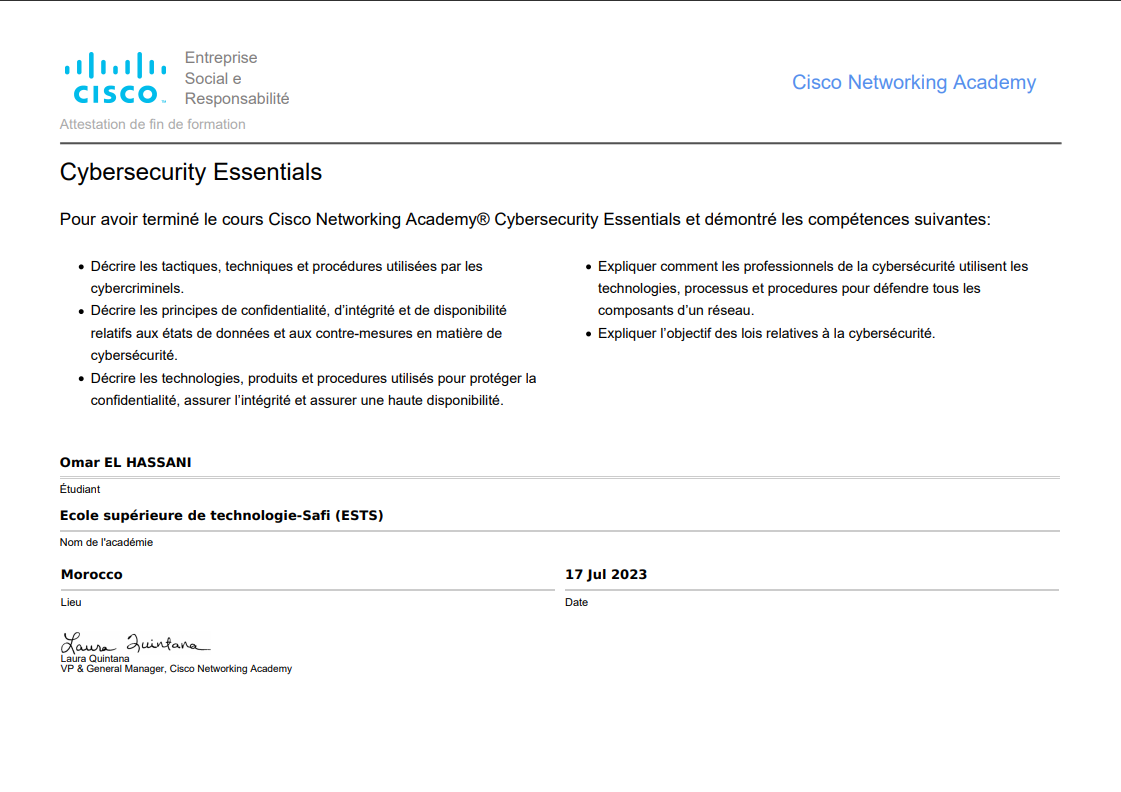 CISCO™
Entreprise
Social e
Responsabilité
Cisco Networking Academy
Attestation de fin de formation
Cybersecurity Essentials
Pour avoir terminé le cours Cisco Networking Academy® Cybersecurity Essentials et démontré les compétences suivantes:
• Décrire les tactiques, techniques et procédures utilisées par les
cybercriminels.
• Décrire les principes de confidentialité, d’intégrité et de disponibilité
relatifs aux états de données et aux contre-mesures en matière de
cybersécurité.
• Décrire les technologies, produits et procedures utilisés pour protéger la
confidentialité, assurer l’intégrité et assurer une haute disponibilité.
• Expliquer comment les professionnels de la cybersécurité utilisent les
technologies, processus et procedures pour défendre tous les
composants d’un réseau.
• Expliquer l’objectif des lois relatives à la cybersécurité.
Omar EL HASSANI
Étudiant
Ecole supérieure de technologie-Safi (ESTS)
Nom de l'académie
Morocco
Lieu
17 Jul 2023
Date
Laura Quintana
Laura Quintana
VP & General Manager, Cisco Networking Academy